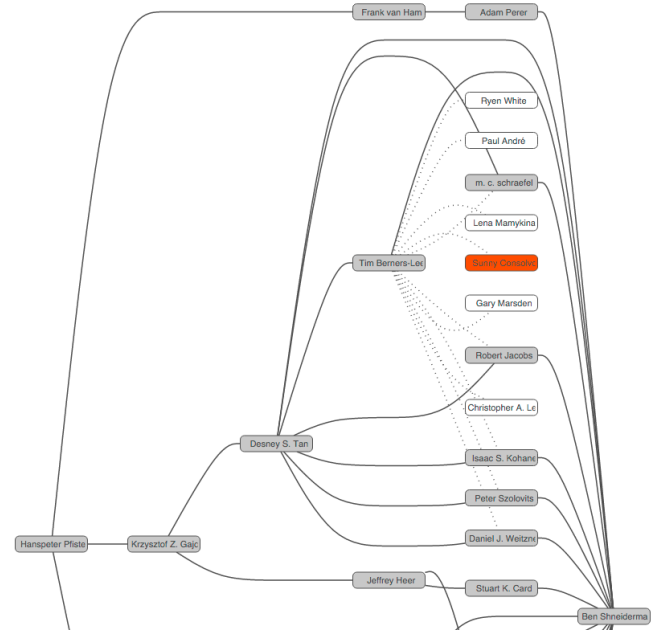 Frank van Ham
Adam Perer
Ryen White
Paul André
m. c. schraefel
Lena Mamykina
Tim Berners-Lee
Sunny Consolvo
Gary Marsden
Robert Jacobs
Christopher A. Le
Desney S. Tan
Isaac S. Kohane
Peter Szolovits
Hanspeter Pfiste
Krzysztof Z. Gajo
Daniel J. Weitzne
Jeffrey Heer
Stuart K. Card
Ben Shneiderma